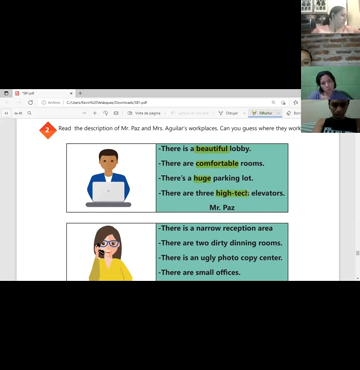 2 Read the description of Mr. Paz and Mrs. Aguilar's workplaces. Can you guess where they work
-There is a beautiful lobby.
-There are comfortable rooms.
-There's a huge parking lot.
-There are three high-tech elevators.
Mr. Paz
-There is a narrow reception area
-There are two dirty dinning rooms.
-There is an ugly photo copy center.
-There are small offices.